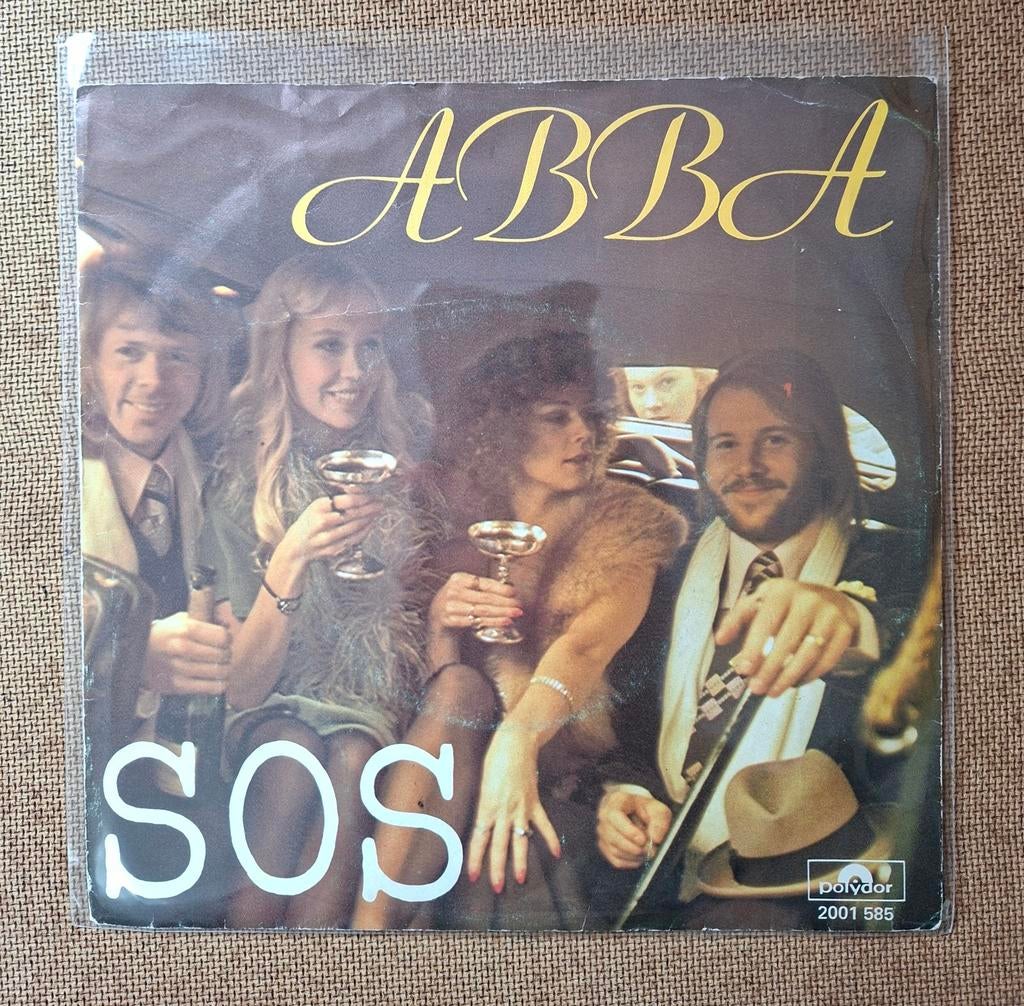 ABBA
SOS
polydor
2001 585